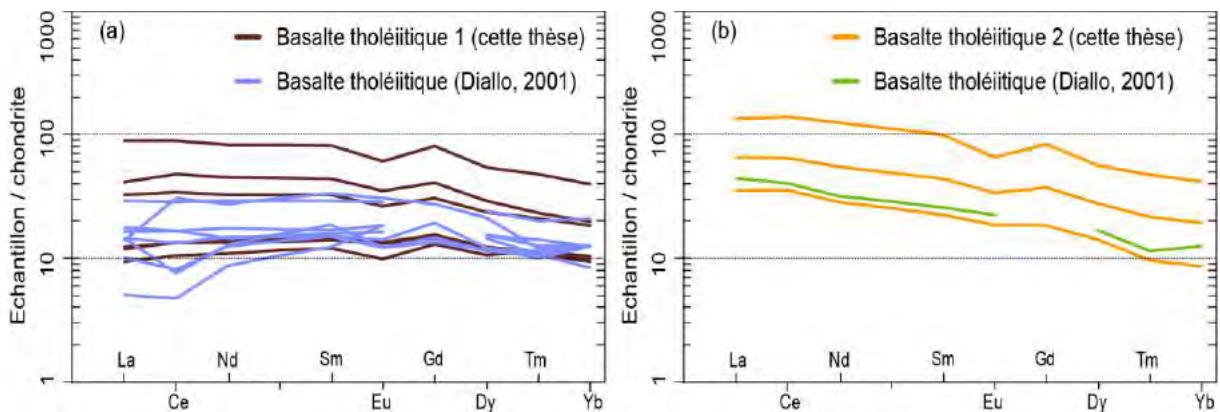 (a)
Basalte tholéiitique 1 (cette thèse)
Basalte tholéiitique (Diallo, 2001)
Echantillon / chondrite
1000
100
10
1
La
Nd
Sm
Gd
Tm
Ce
Eu
Dy
Yb
(b)
Basalte tholéiitique 2 (cette thèse)
Basalte tholéiitique (Diallo, 2001)
Echantillon / chondrite
1000
100
10
1
La
Nd
Sm
Gd
Tm
Ce
Eu
Dy
Yb